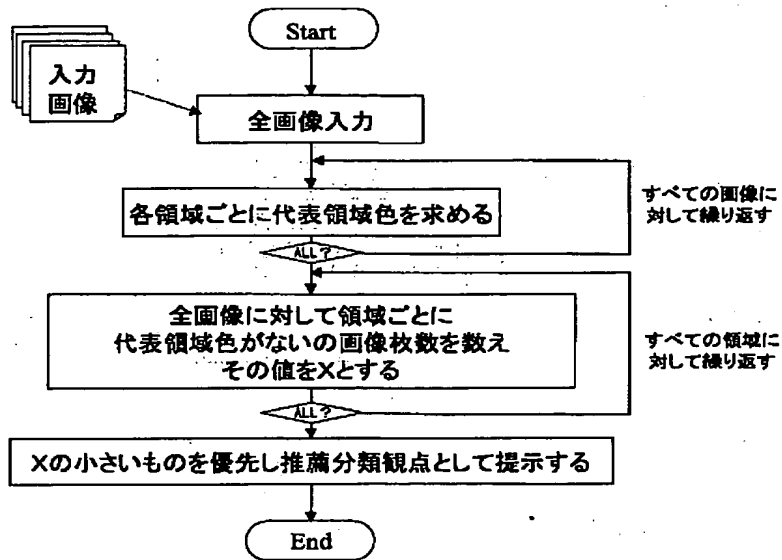 Start
入力
画像
全画像入力
すべての画像に
対して繰り返す
各領域ごとに代表領域色を求める
ALL?
全画像に対して領域ごとに
代表領域色がないの画像枚数を数え
その値をXとする
すべての領域に
対して繰り返す
ALL?
Xの小さいものを優先し推薦分類観点として提示する
End